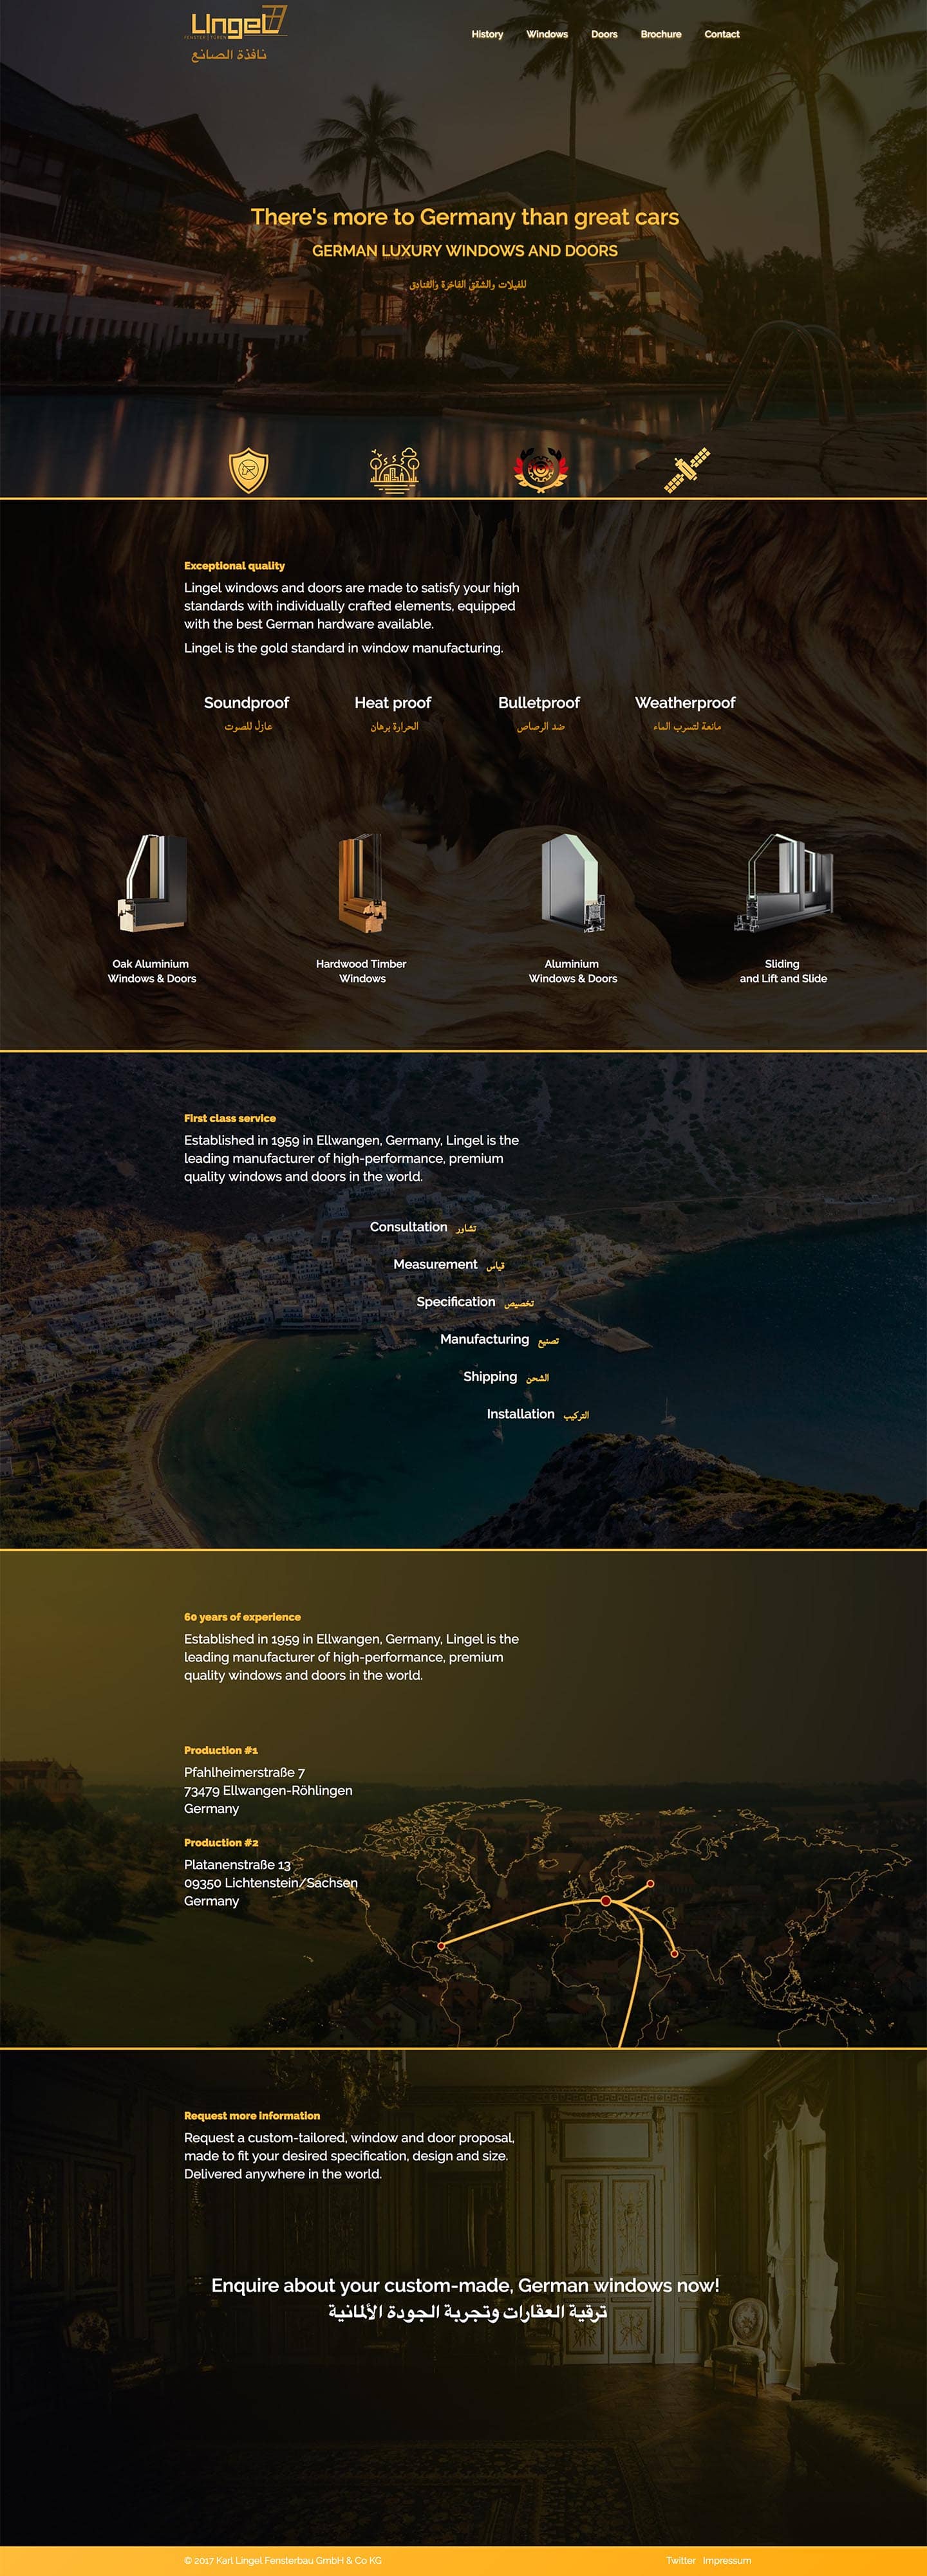 Lingel
FENSTER | TÜREN
نافذة الصانع
History Windows Doors Brochure Contact
There's more to Germany than great cars
GERMAN LUXURY WINDOWS AND DOORS
للفيلات والشقق الفاخرة والفنادق
Exceptional quality
Lingel windows and doors are made to satisfy your high
standards with individually crafted elements, equipped
with the best German hardware available.
Lingel is the gold standard in window manufacturing.
Soundproof Heat proof Bulletproof Weatherproof
عازل للصوت
الحرارة برهان
ضد الرصاص
مانعة لتسرب الماء
Oak Aluminium
Windows & Doors
Hardwood Timber
Windows
Aluminium
Windows & Doors
Sliding
and Lift and Slide
First class service
Established in 1959 in Ellwangen, Germany, Lingel is the
leading manufacturer of high-performance, premium
quality windows and doors in the world.
Consultation تشاور
Measurement قياس
Specification تخصيص
Manufacturing تصنيع
Shipping الشحن
Installation التركيب
60 years of experience
Established in 1959 in Ellwangen, Germany, Lingel is the
leading manufacturer of high-performance, premium
quality windows and doors in the world.
Production #1
Pfahlheimerstraße 7
73479 Ellwangen-Röhlingen
Germany
Production #2
Platanenstraße 13
09350 Lichtenstein/Sachsen
Germany
Request more information
Request a custom-tailored, window and door proposal,
made to fit your desired specification, design and size.
Delivered anywhere in the world.
Enquire about your custom-made, German windows now!
ترقية العقارات وتجربة الجودة الألمانية
© 2017 Karl Lingel Fensterbau GmbH & Co KG
Twitter Impressum